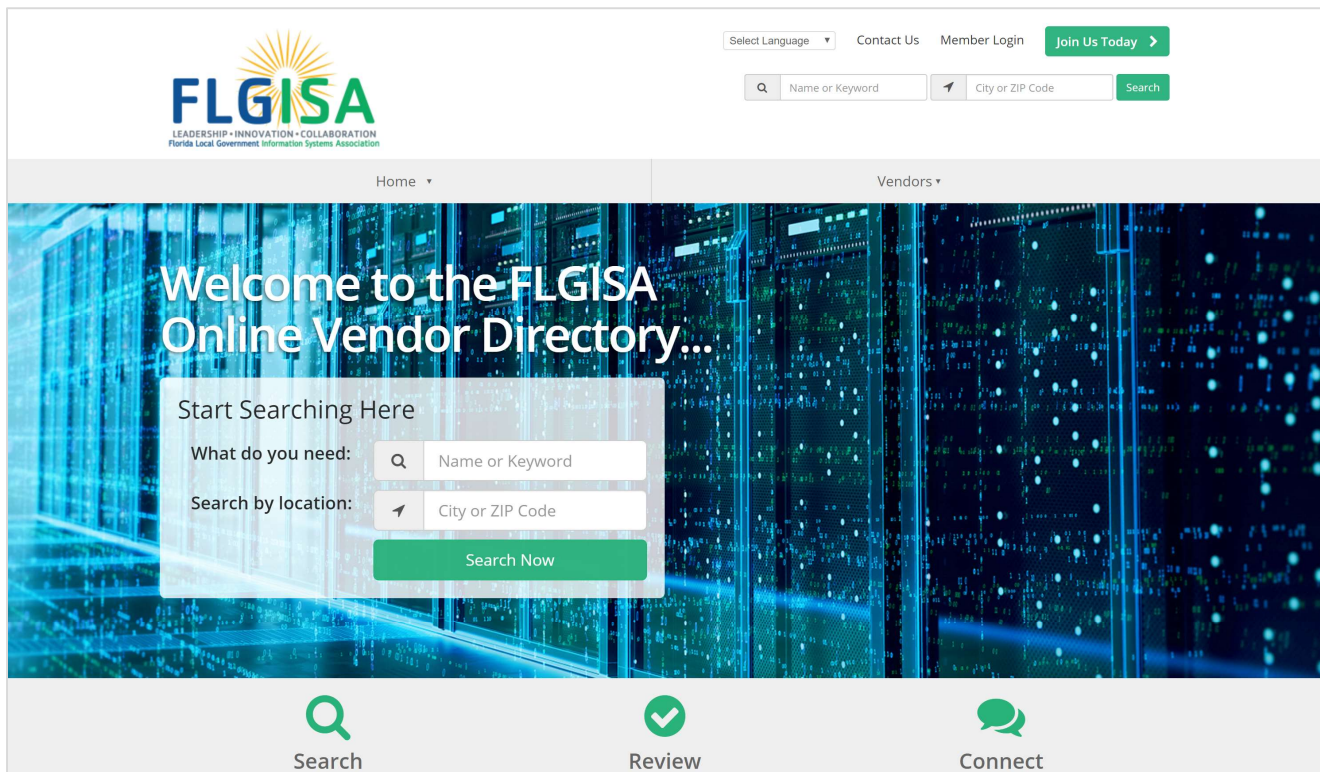 Select Language
Contact Us
Member Login
Join Us Today
Name or Keyword
City or ZIP Code
Search
FLGISA
LEADERSHIP • INNOVATION • COLLABORATION
Florida Local Government Information Systems Association
Home
Vendors
Welcome to the FLGISA
Online Vendor Directory...
Start Searching Here
What do you need:
Name or Keyword
Search by location:
City or ZIP Code
Search Now
Search
Review
Connect